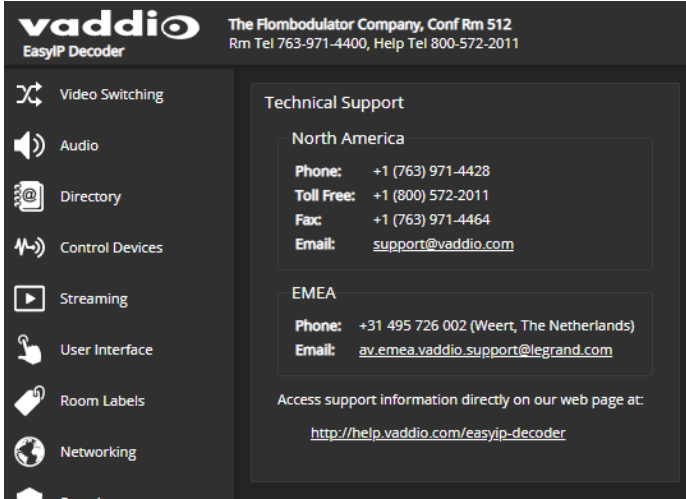 vaddio
EasyIP Decoder
The Flombodulator Company, Conf Rm 512
Rm Tel 763-971-4400, Help Tel 800-572-2011
Video Switching
Audio
Directory
Control Devices
Streaming
User Interface
Room Labels
Networking
Technical Support
North America
Phone: +1 (763) 971-4428
Toll Free: +1 (800) 572-2011
Fax: +1 (763) 971-4464
Email: support@vaddio.com
EMEA
Phone: +31 495 726 002 (Weert, The Netherlands)
Email: av.emea.vaddio.support@legrand.com
Access support information directly on our web page at:
http://help.vaddio.com/easyip-decoder